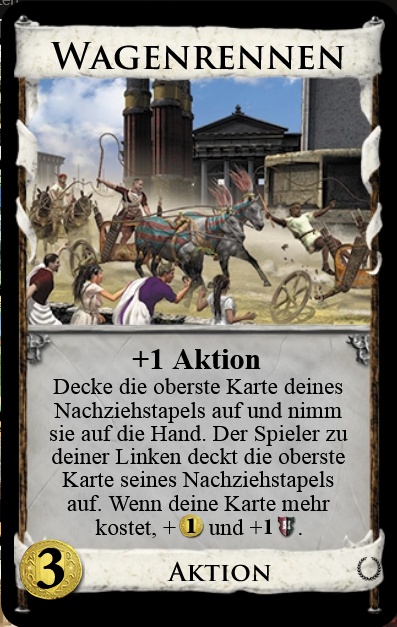 WAGENRENNEN
+1 Aktion
Decke die oberste Karte deines
Nachziehstapels auf und nimm
sie auf die Hand. Der Spieler zu
deiner Linken deckt die oberste
Karte seines Nachziehstapels
auf. Wenn deine Karte mehr
kostet, + 1 und +1 .
3
AKTION